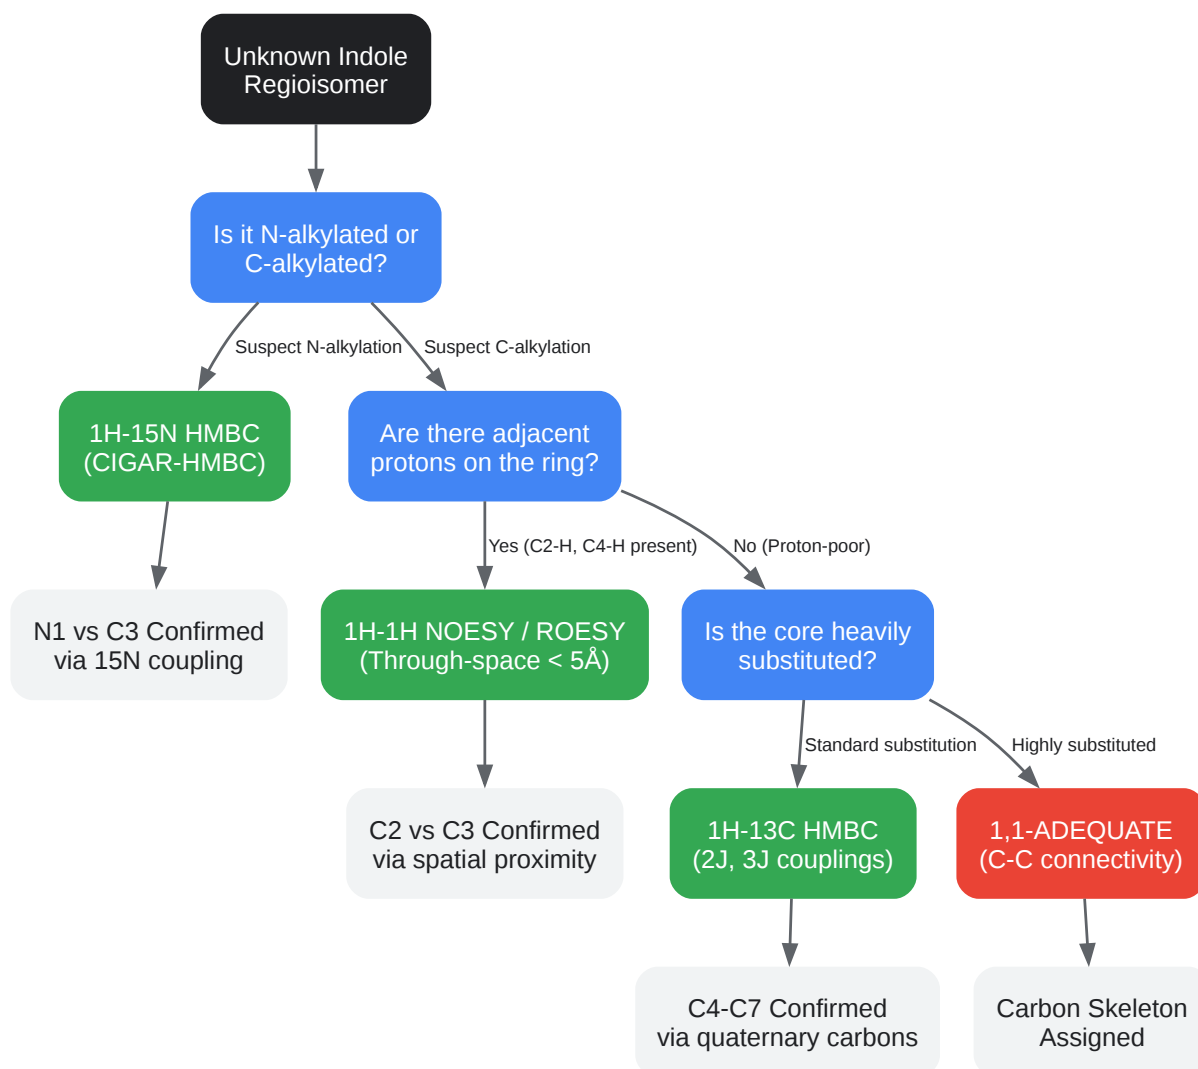 Unknown Indole
Regioisomer
Is it N-alkylated or
C-alkylated?
Suspect N-alkylation
Suspect C-alkylation
1H-15N HMBC
(CIGAR-HMBC)
Are there adjacent
protons on the ring?
Yes (C2-H, C4-H present)
No (Proton-poor)
N1 vs C3 Confirmed
via 15N coupling
1H-1H NOESY / ROESY
(Through-space < 5Å)
Is the core heavily
substituted?
Standard substitution
Highly substituted
C2 vs C3 Confirmed
via spatial proximity
1H-13C HMBC
(2J, 3J couplings)
1,1-ADEQUATE
(C-C connectivity)
C4-C7 Confirmed
via quaternary carbons
Carbon Skeleton
Assigned